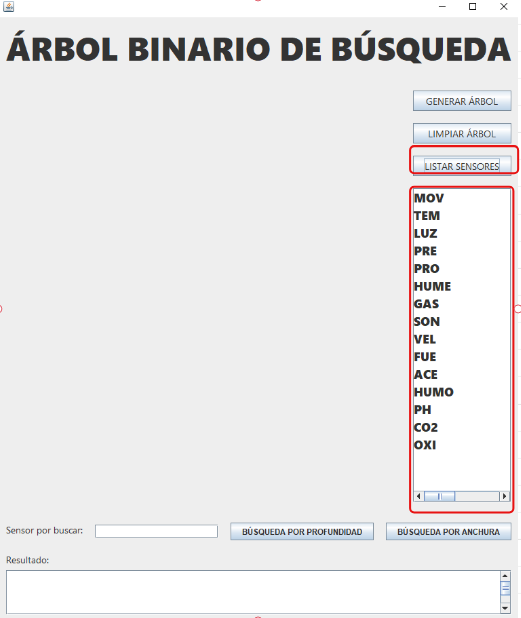 ÁRBOL BINARIO DE BÚSQUEDA
GENERAR ÁRBOL
LIMPIAR ÁRBOL
LISTAR SENSORES
MOV
TEM
LUZ
PRE
PRO
HUME
GAS
SON
VEL
FUE
ACE
HUMO
PH
CO2
OXI
Sensor por buscar:
BÚSQUEDA POR PROFUNDIDAD
BÚSQUEDA POR ANCHURA
Resultado: